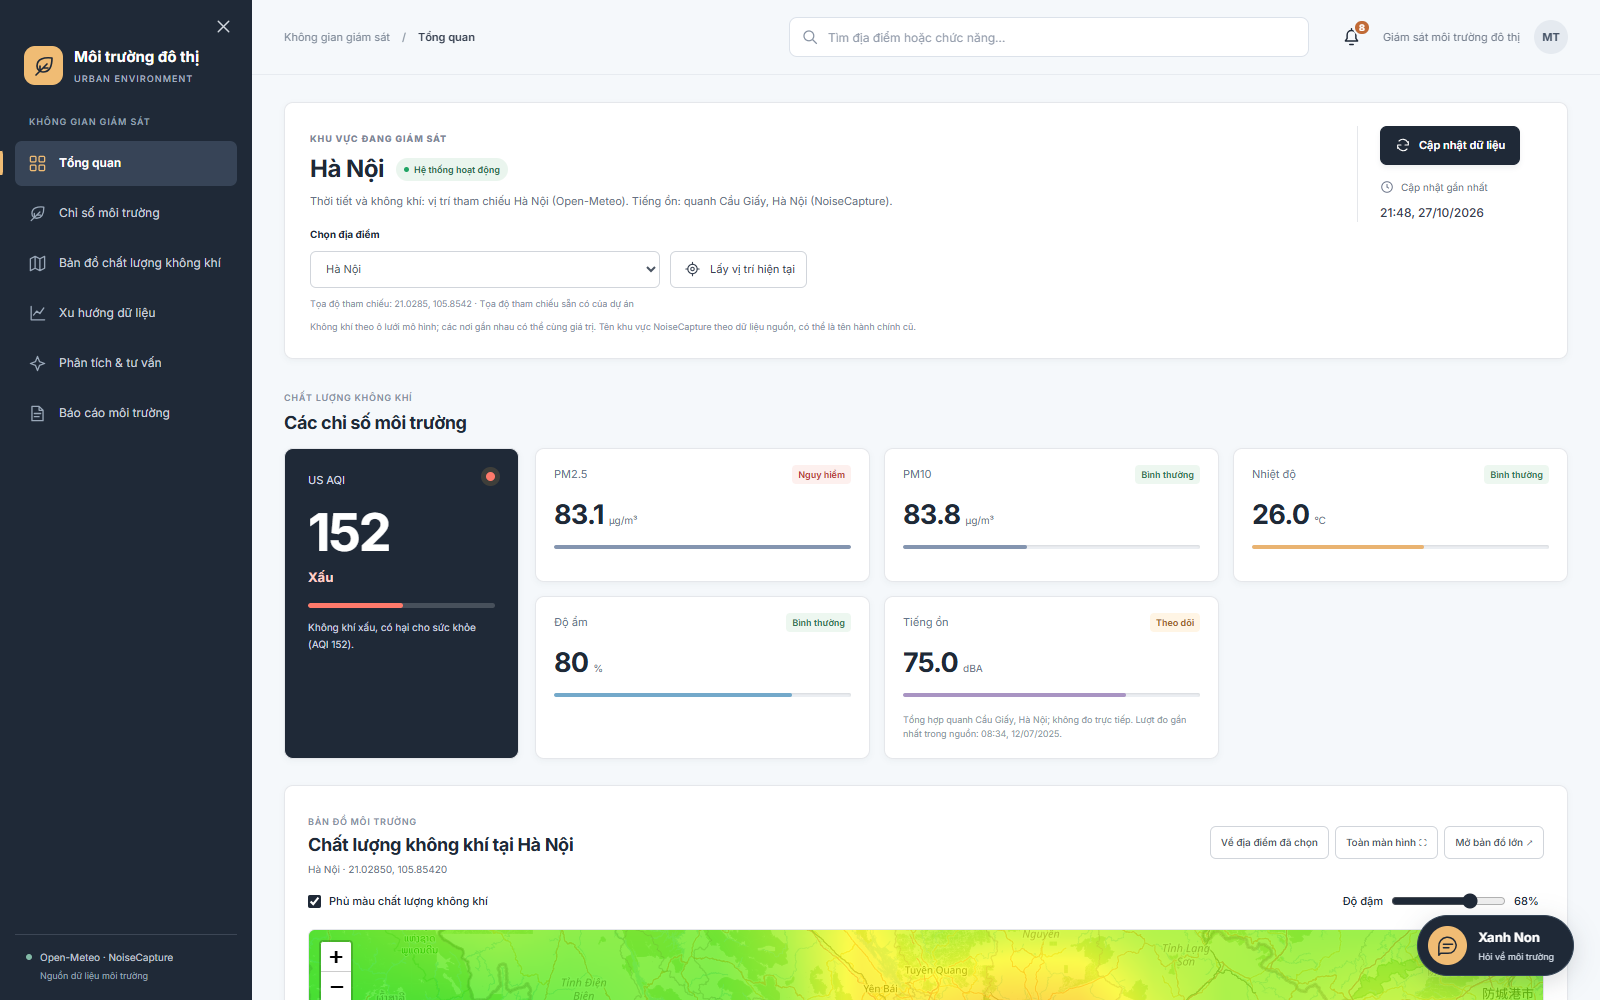 Môi trường đô thị
URBAN ENVIRONMENT
KHÔNG GIAN GIÁM SÁT
Tổng quan
Chỉ số môi trường
Bản đồ chất lượng không khí
Xu hướng dữ liệu
Phân tích & tư vấn
Báo cáo môi trường
Open-Meteo · NoiseCapture
Nguồn dữ liệu môi trường
Không gian giám sát / Tổng quan
Tìm địa điểm hoặc chức năng...
8
Giám sát môi trường đô thị
MT
KHU VỰC ĐANG GIÁM SÁT
Hà Nội
Hệ thống hoạt động
Thời tiết và không khí: vị trí tham chiếu Hà Nội (Open-Meteo). Tiếng ồn: quanh Cầu Giấy, Hà Nội (NoiseCapture).
Chọn địa điểm
Hà Nội
Lấy vị trí hiện tại
Tọa độ tham chiếu: 21.0285, 105.8542 · Tọa độ tham chiếu sẵn có của dự án
Không khí theo ô lưới mô hình; các nơi gần nhau có thể cùng giá trị. Tên khu vực NoiseCapture theo dữ liệu nguồn, có thể là tên hành chính cũ.
Cập nhật dữ liệu
Cập nhật gần nhất
21:48, 27/10/2026
CHẤT LƯỢNG KHÔNG KHÍ
Các chỉ số môi trường
US AQI
152
Xấu
Không khí xấu, có hại cho sức khỏe
(AQI 152).
PM2.5
Nguy hiểm
83.1 µg/m³
PM10
Bình thường
83.8 µg/m³
Nhiệt độ
Bình thường
26.0 °C
Độ ẩm
Bình thường
80 %
Tiếng ồn
Theo dõi
75.0 dBA
Tổng hợp quanh Cầu Giấy, Hà Nội; không đo trực tiếp. Lượt đo gần
nhất trong nguồn: 08:34, 12/07/2025.
BẢN ĐỒ MÔI TRƯỜNG
Chất lượng không khí tại Hà Nội
Hà Nội · 21.02850, 105.85420
Về địa điểm đã chọn
Toàn màn hình ⛶
Mở bản đồ lớn ↗
Phủ màu chất lượng không khí
Độ đậm
68%
+
−
Tỉnh Điện
Biên
Yên Bái
Tuyên Quang
Nguyên
Tỉnh Lạng
Sơn
防城港市
Xanh Non
Hỏi về môi trường